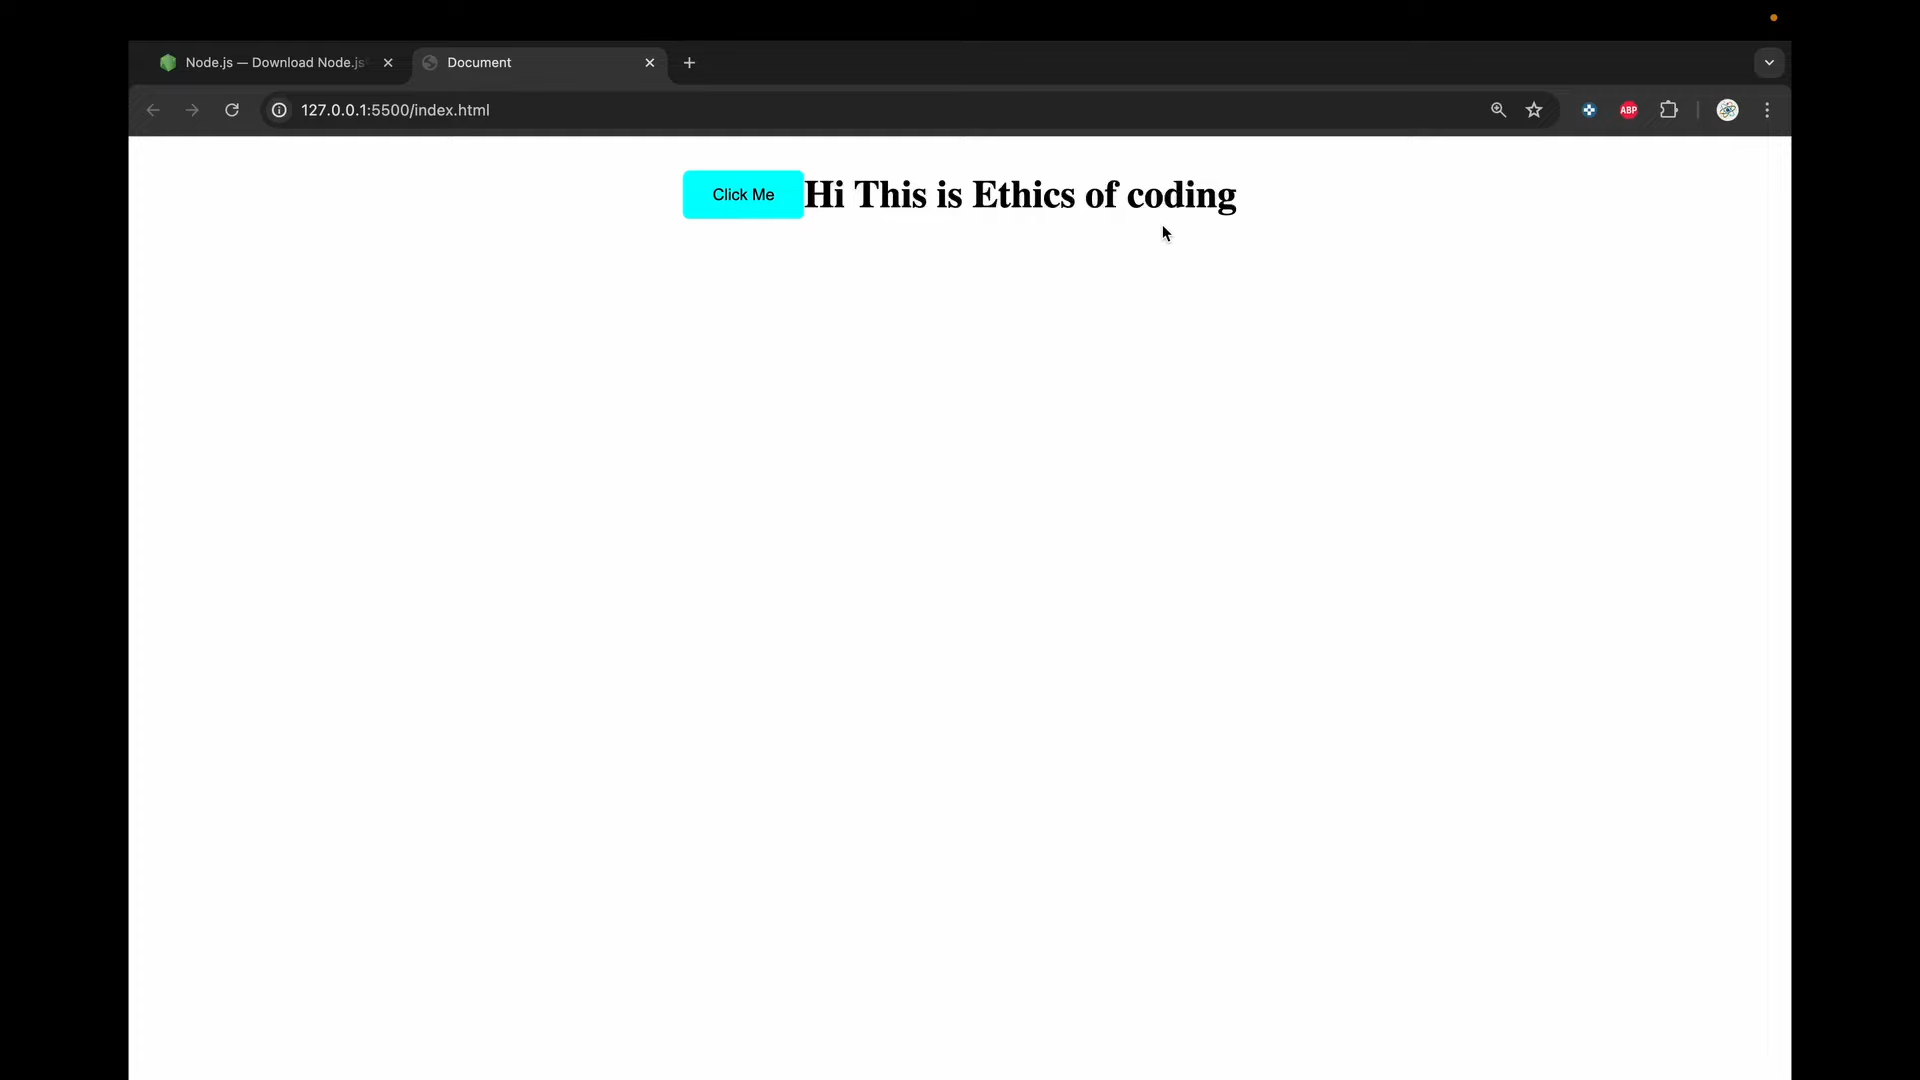 Node.js — Download Node.js
Document
127.0.0.1:5500/index.html
ABP
Click Me
Hi This is Ethics of coding